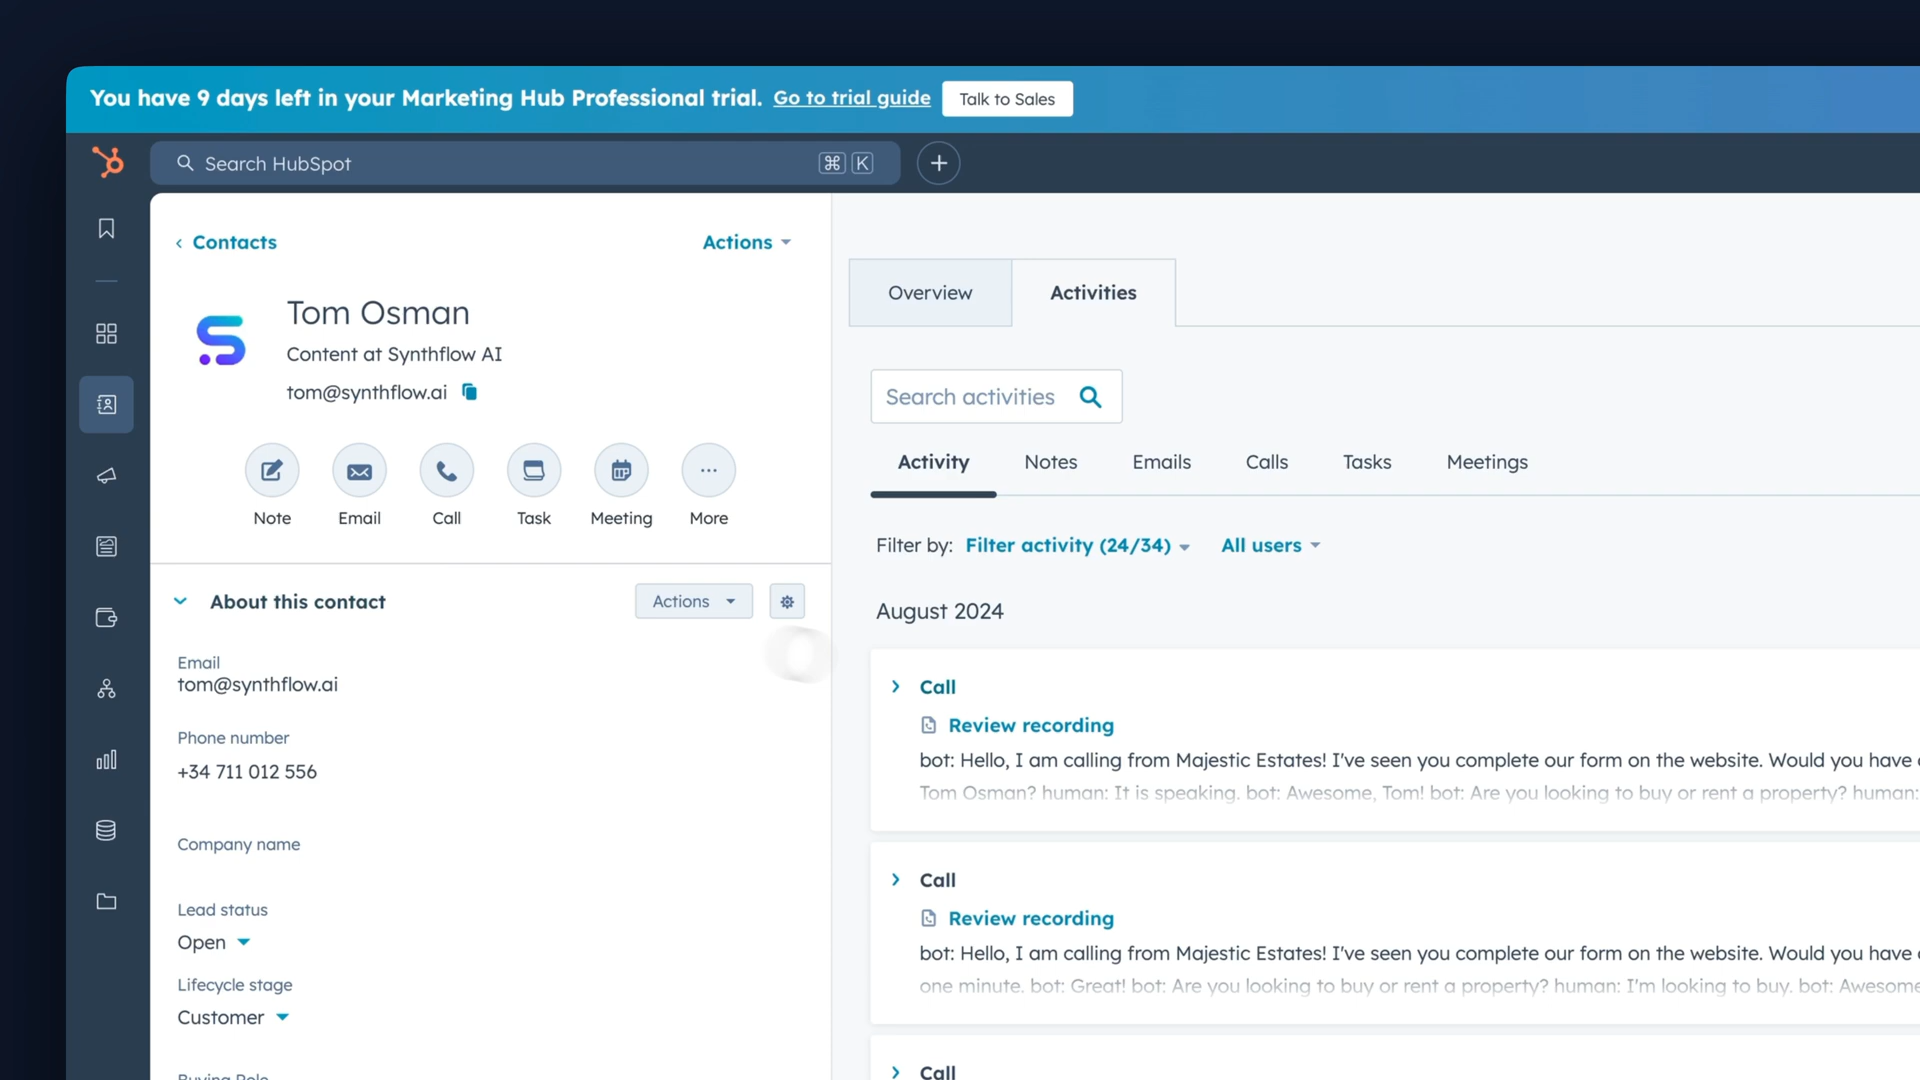 You have 9 days left in your Marketing Hub Professional trial. Go to trial guide Talk to Sales
Search HubSpot ⌘ K
Contacts Actions
Tom Osman
Content at Synthflow AI
tom@synthflow.ai
Note Email Call Task Meeting More
About this contact Actions
Email
tom@synthflow.ai
Phone number
+34 711 012 556
Company name
Lead status
Open
Lifecycle stage
Customer
Buying Role
Overview Activities
Search activities
Activity Notes Emails Calls Tasks Meetings
Filter by: Filter activity (24/34) All users
August 2024
Call
Review recording
bot: Hello, I am calling from Majestic Estates! I've seen you complete our form on the website. Would you have
Tom Osman? human: It is speaking. bot: Awesome, Tom! bot: Are you looking to buy or rent a property? human:
Call
Review recording
bot: Hello, I am calling from Majestic Estates! I've seen you complete our form on the website. Would you have
one minute. bot: Great! bot: Are you looking to buy or rent a property? human: I'm looking to buy. bot: Awesome
Call